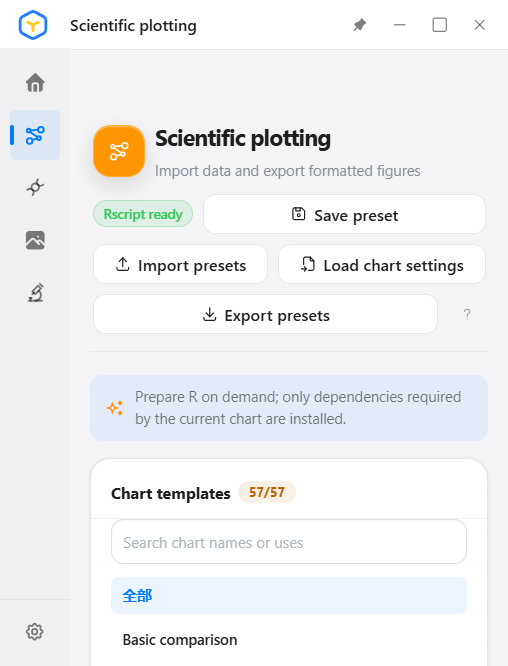 Scientific plotting
Scientific plotting
Import data and export formatted figures
Rscript ready
Save preset
Import presets
Load chart settings
Export presets
?
Prepare R on demand; only dependencies required
by the current chart are installed.
Chart templates
57/57
Search chart names or uses
全部
Basic comparison